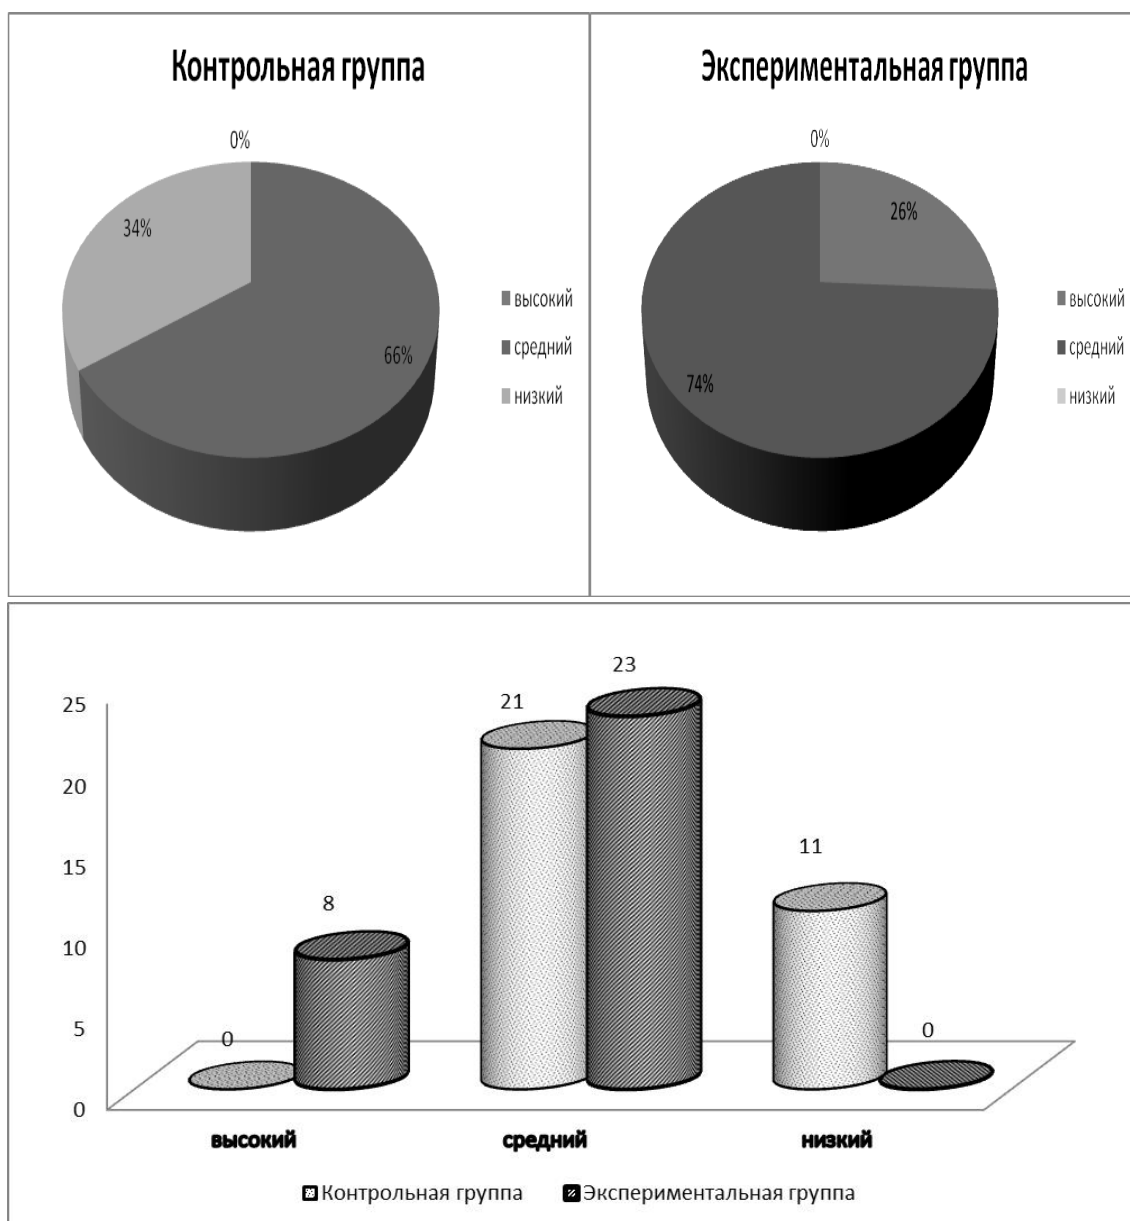 Контрольная группа
0%
34%
66%
высокий
средний
низкий
Экспериментальная группа
0%
26%
74%
высокий
средний
низкий
25
20
15
10
5
0
0
8
21
23
11
0
высокий
средний
низкий
Контрольная группа
Экспериментальная группа